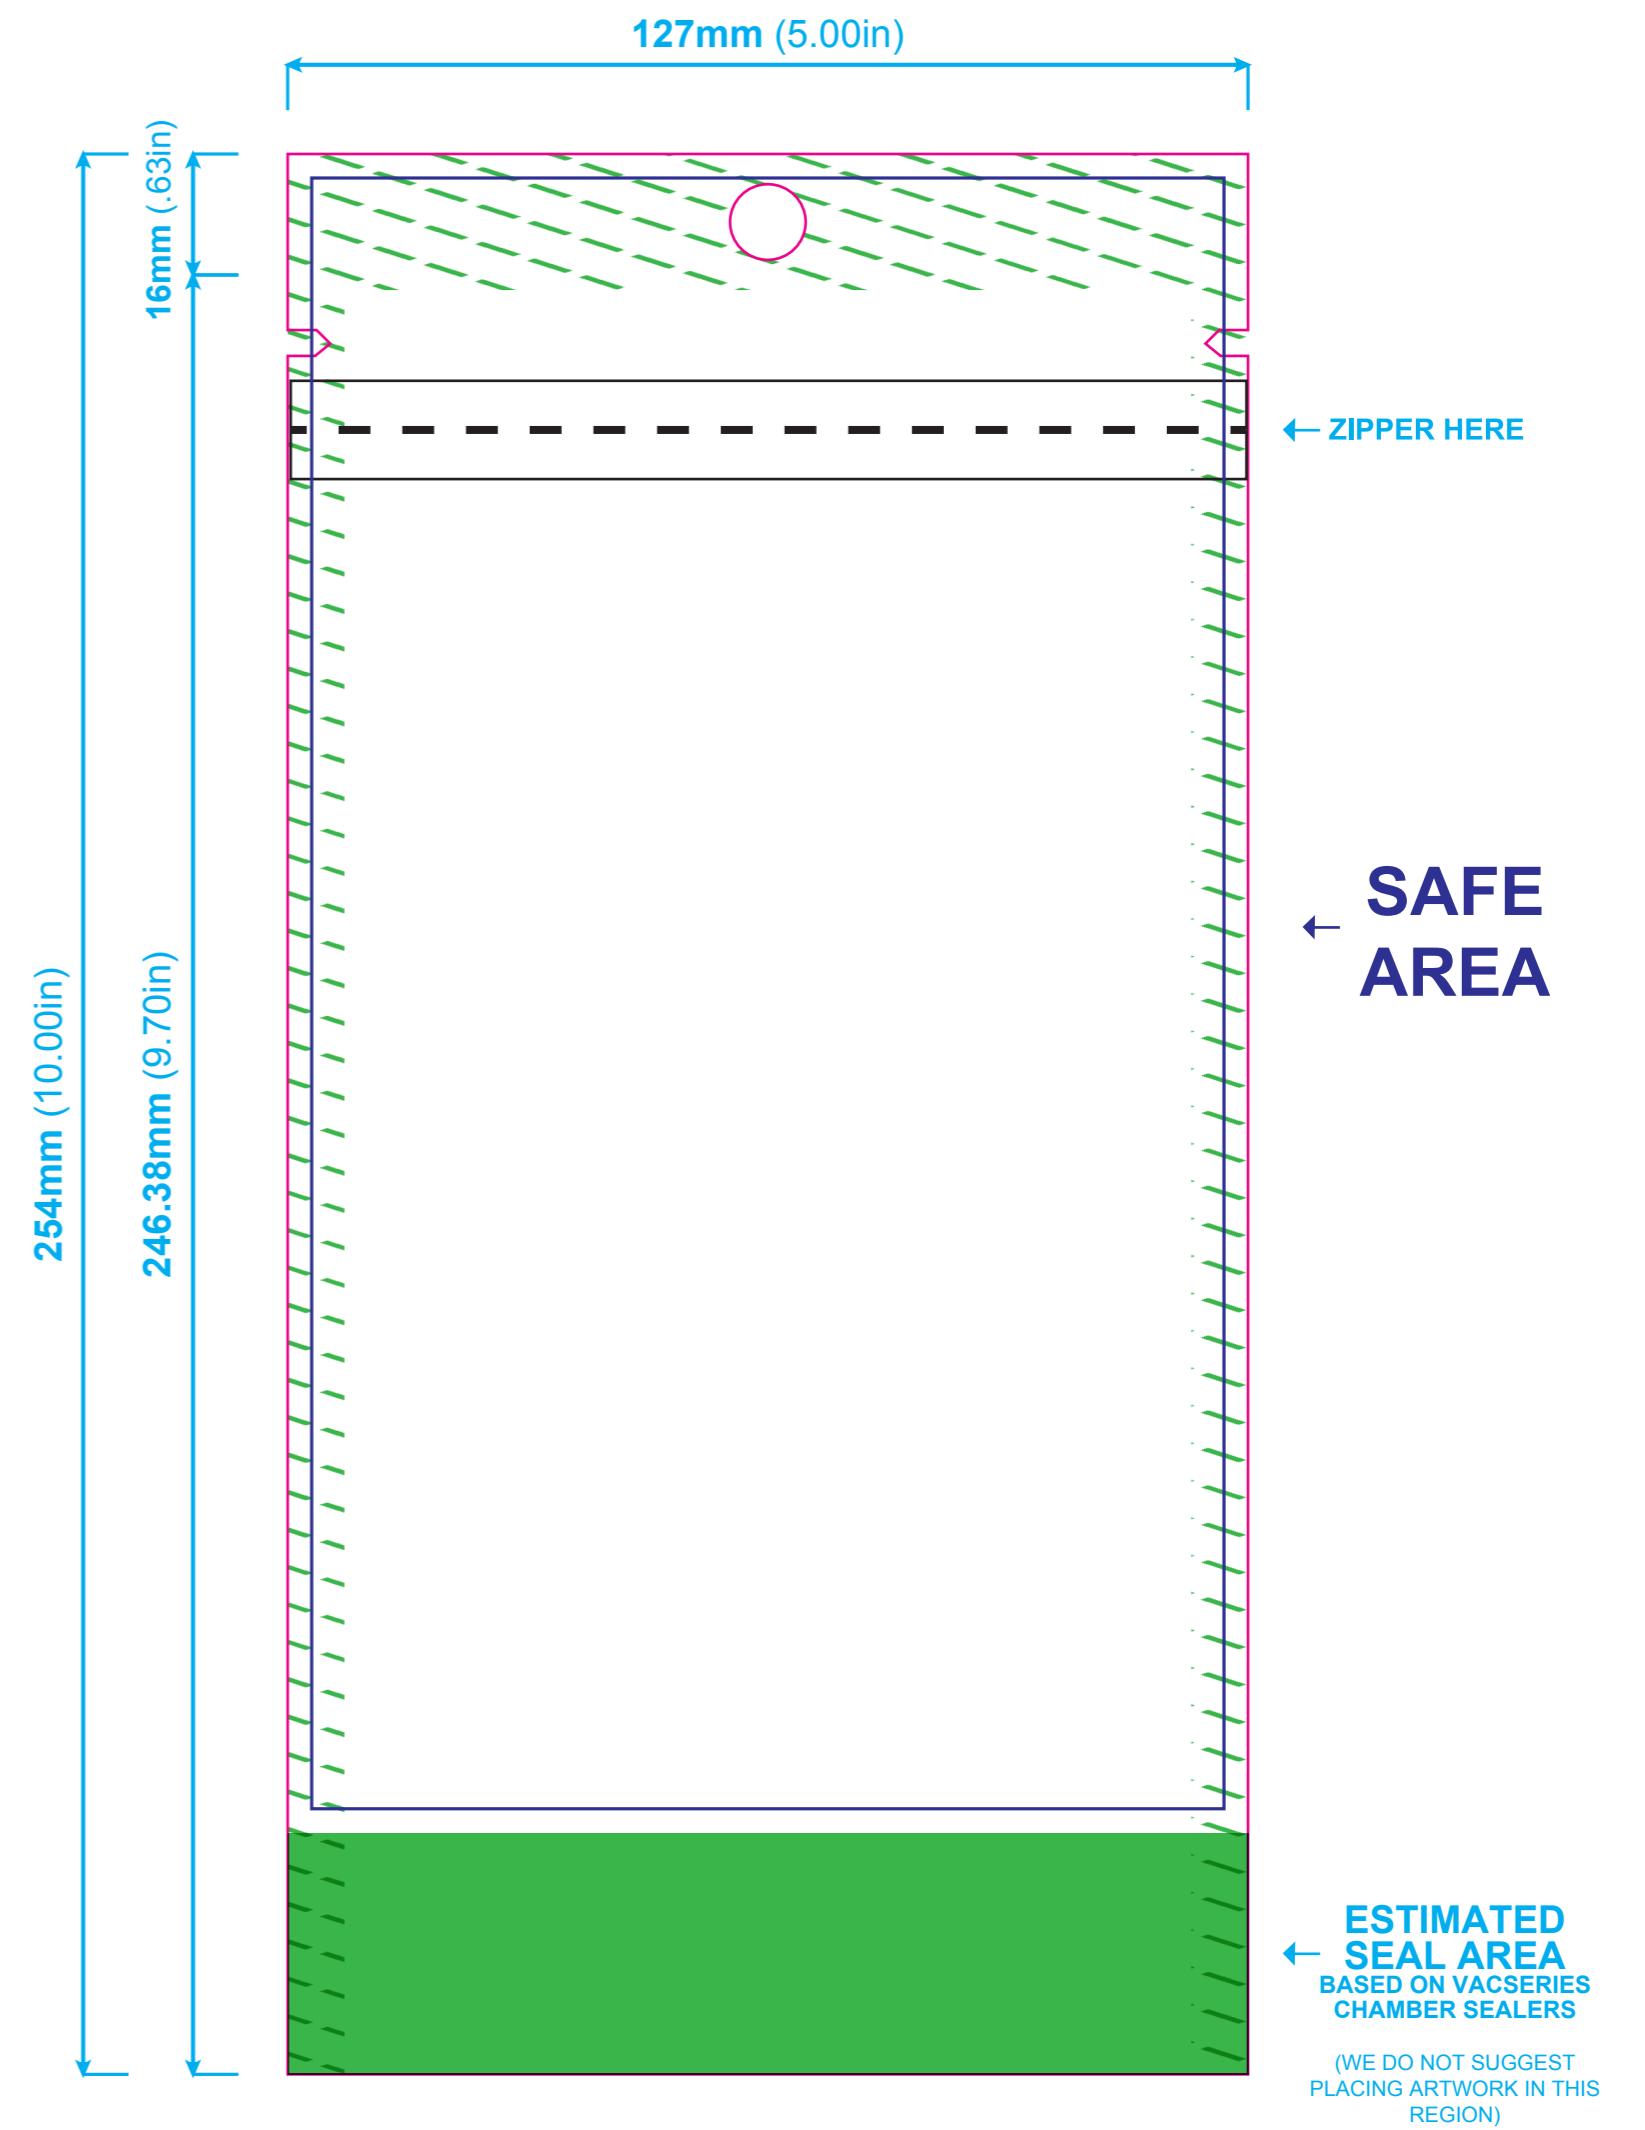 127mm (5.00in)
16mm (.63in)
254mm (10.00in)
246.38mm (9.70in)
ZIPPER HERE
SAFE
AREA
ESTIMATED
SEAL AREA
BASED ON VACSERIES
CHAMBER SEALERS
(WE DO NOT SUGGEST
PLACING ARTWORK IN THIS
REGION)